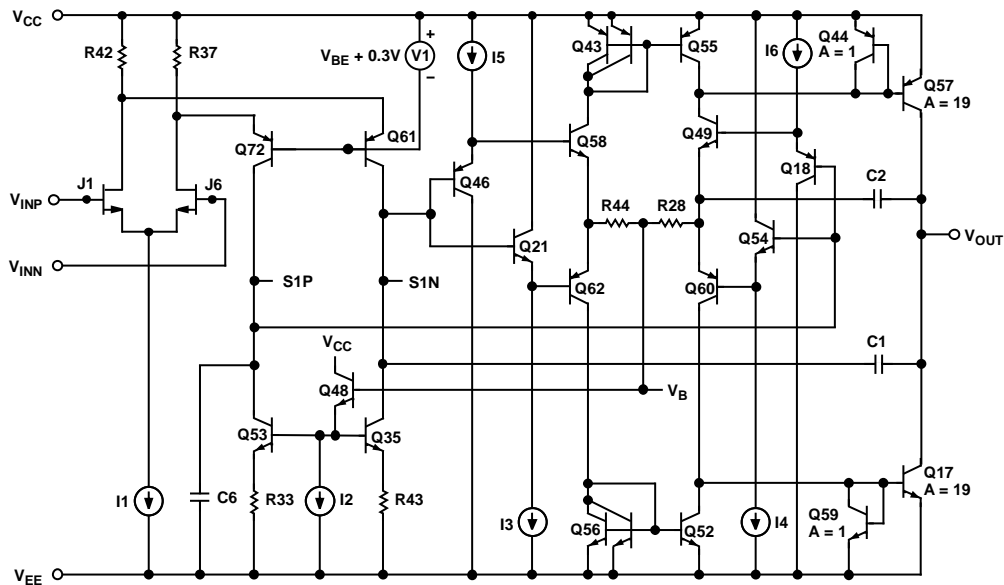 VCC
R42
R37
VBE + 0.3V
+
V1
−
I5
Q43
Q55
I6
Q44
A = 1
Q57
A = 19
Q72
Q61
Q58
Q49
Q18
C2
VINP
J1
J6
Q46
R44
R28
Q21
Q54
VOUT
VINN
S1P
S1N
Q62
Q60
C1
VCC
Q48
VB
Q53
Q35
Q17
A = 19
I1
C6
R33
I2
R43
I3
Q56
Q52
I4
Q59
A = 1
VEE